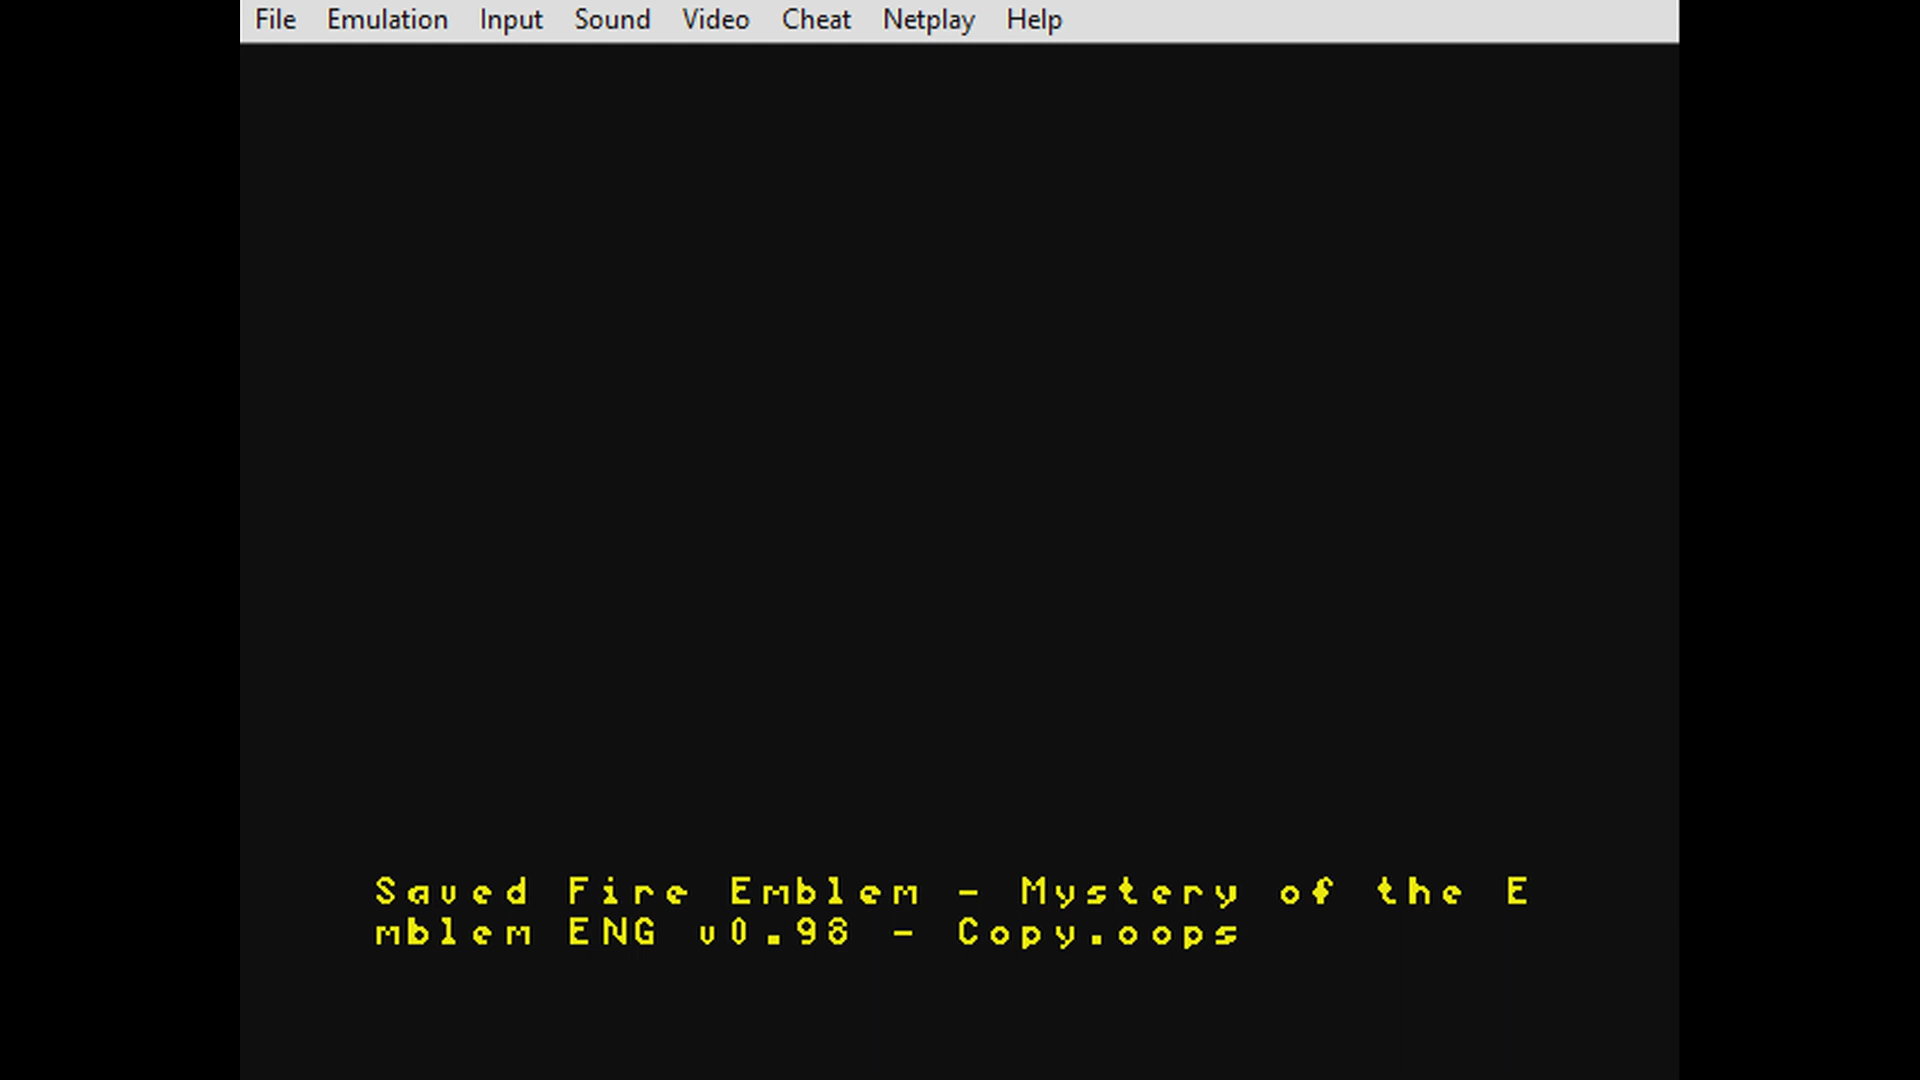 File Emulation Input Sound Video Cheat Netplay Help
Saved Fire Emblem - Mystery of the E
mblem ENG v0.98 - Copy.oops